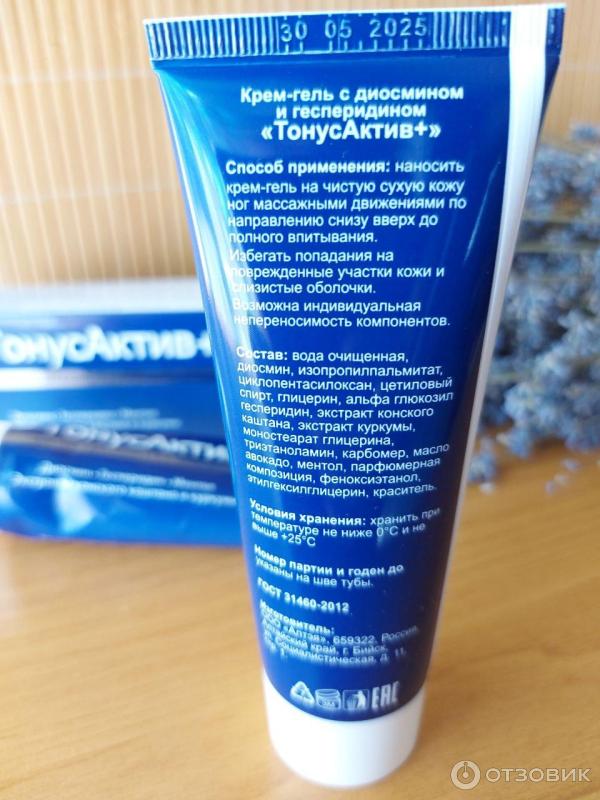 30 05 2025
Крем-гель с диосмином
и гесперидином
«ТонусАктив+»
Способ применения: наносить
крем-гель на чистую сухую кожу
ног массажными движениями по
направлению снизу вверх до
полного впитывания.
Избегать попадания на
поврежденные участки кожи и
слизистые оболочки.
Возможна индивидуальная
непереносимость компонентов.
Состав: вода очищенная,
диосмин, изопропилпальмитат,
циклопентасилоксан, цетиловый
спирт, глицерин, альфа глюкозил
гесперидин, экстракт конского
каштана, экстракт куркумы,
моностеарат глицерина,
триэтаноламин, карбомер, масло
авокадо, ментол, парфюмерная
композиция, феноксиэтанол,
этилгексилглицерин, краситель.
Условия хранения: хранить при
температуре не ниже 0°С и не
выше +25°С
Номер партии и годен до
указаны на шве тубы.
ГОСТ 31460-2012
Изготовитель:
ООО «Алтэя», 659322, Россия,
Алтайский край, г. Бийск,
ул. Социалистическая, д. 11,
3М
ЕАС
ТонусАктив+
ТонусАктив
ОТЗОВИК